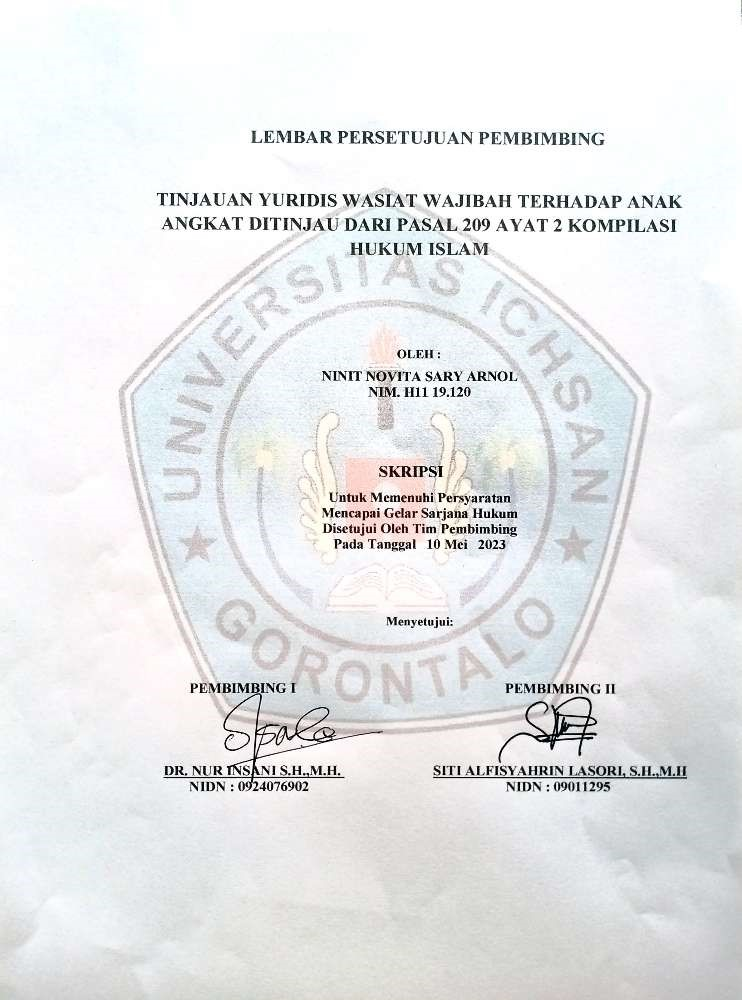 LEMBAR PERSETUJUAN PEMBIMBING
TINJAUAN YURIDIS WASIAT WAJIBAH TERHADAP ANAK
ANGKAT DITINJAU DARI PASAL 209 AYAT 2 KOMPILASI
HUKUM ISLAM
UNIVERSITAS ICHSAN
GORONTALO
OLEH :
NINIT NOVITA SARY ARNOL
NIM. H11 19.120
SKRIPSI
Untuk Memenuhi Persyaratan
Mencapai Gelar Sarjana Hukum
Disetujui Oleh Tim Pembimbing
Pada Tanggal 10 Mei 2023
Menyetujui:
PEMBIMBING I
DR. NUR INSANI S.H.,M.H.
NIDN : 0924076902
PEMBIMBING II
SITI ALFISYAHRIN LASORI, S.H.,M.H
NIDN : 09011295